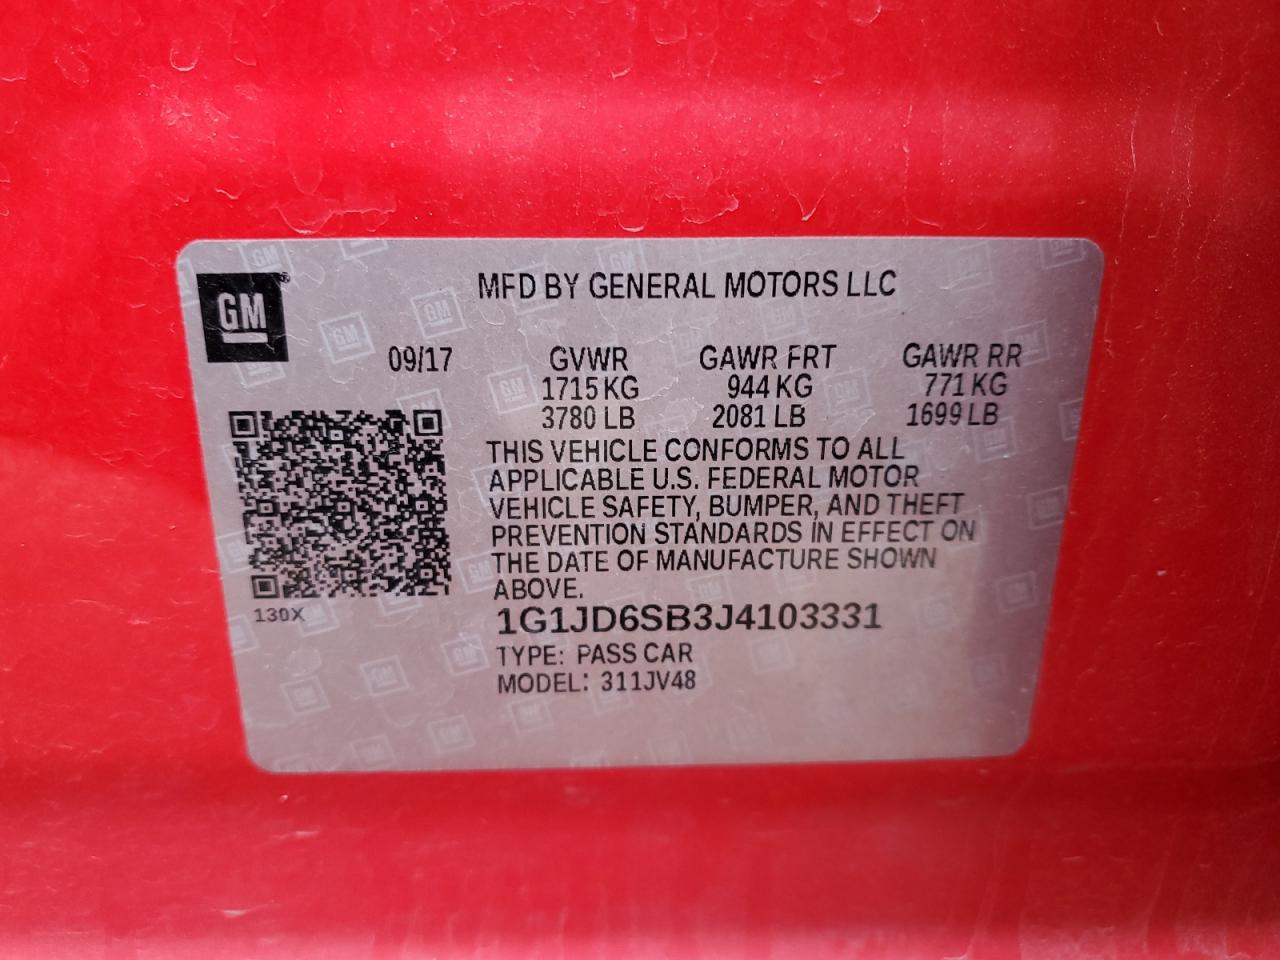 GM
MFD BY GENERAL MOTORS LLC
09/17 GVWR GAWR FRT GAWR RR
1715 KG 944 KG 771 KG
3780 LB 2081 LB 1699 LB
THIS VEHICLE CONFORMS TO ALL
APPLICABLE U.S. FEDERAL MOTOR
VEHICLE SAFETY, BUMPER, AND THEFT
PREVENTION STANDARDS IN EFFECT ON
THE DATE OF MANUFACTURE SHOWN
ABOVE.
130X
1G1JD6SB3J4103331
TYPE: PASS CAR
MODEL: 311JV48